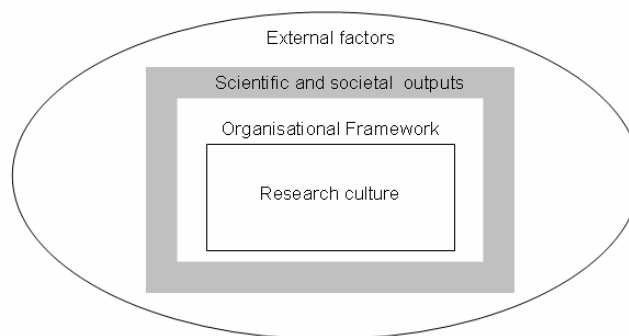 External factors
Scientific and societal outputs
Organisational Framework
Research culture